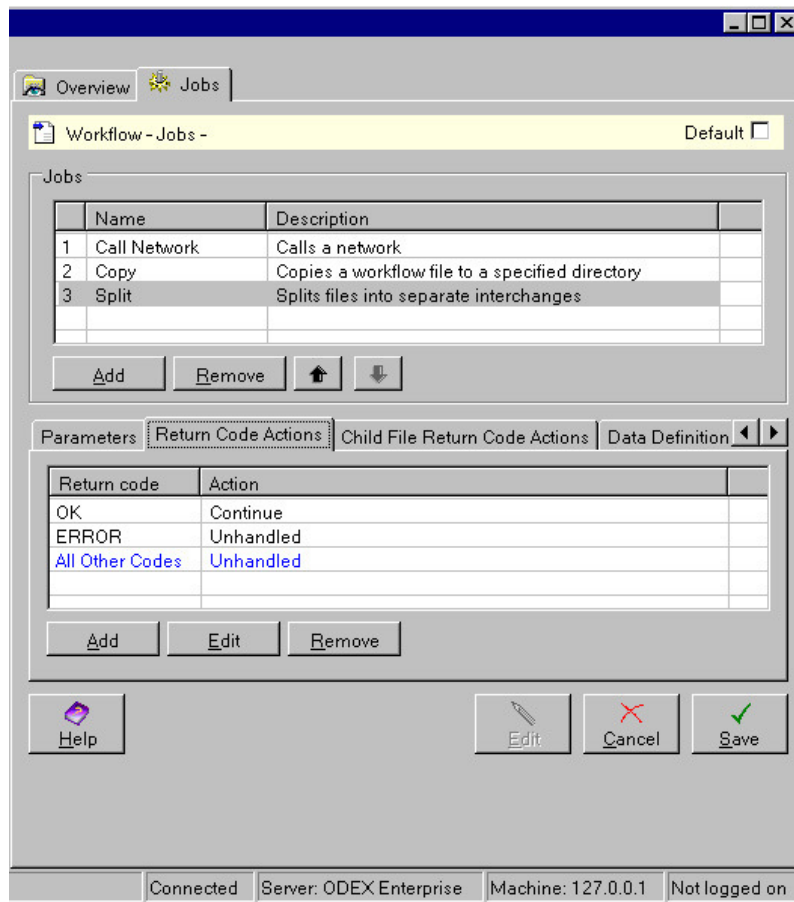 Overview Jobs
Workflow - Jobs - Default
Jobs
Name Description
1 Call Network Calls a network
2 Copy Copies a workflow file to a specified directory
3 Split Splits files into separate interchanges
Add Remove
Parameters Return Code Actions Child File Return Code Actions Data Definition
Return code Action
OK Continue
ERROR Unhandled
All Other Codes Unhandled
Add Edit Remove
Help Edit Cancel Save
Connected Server: ODEX Enterprise Machine: 127.0.0.1 Not logged on